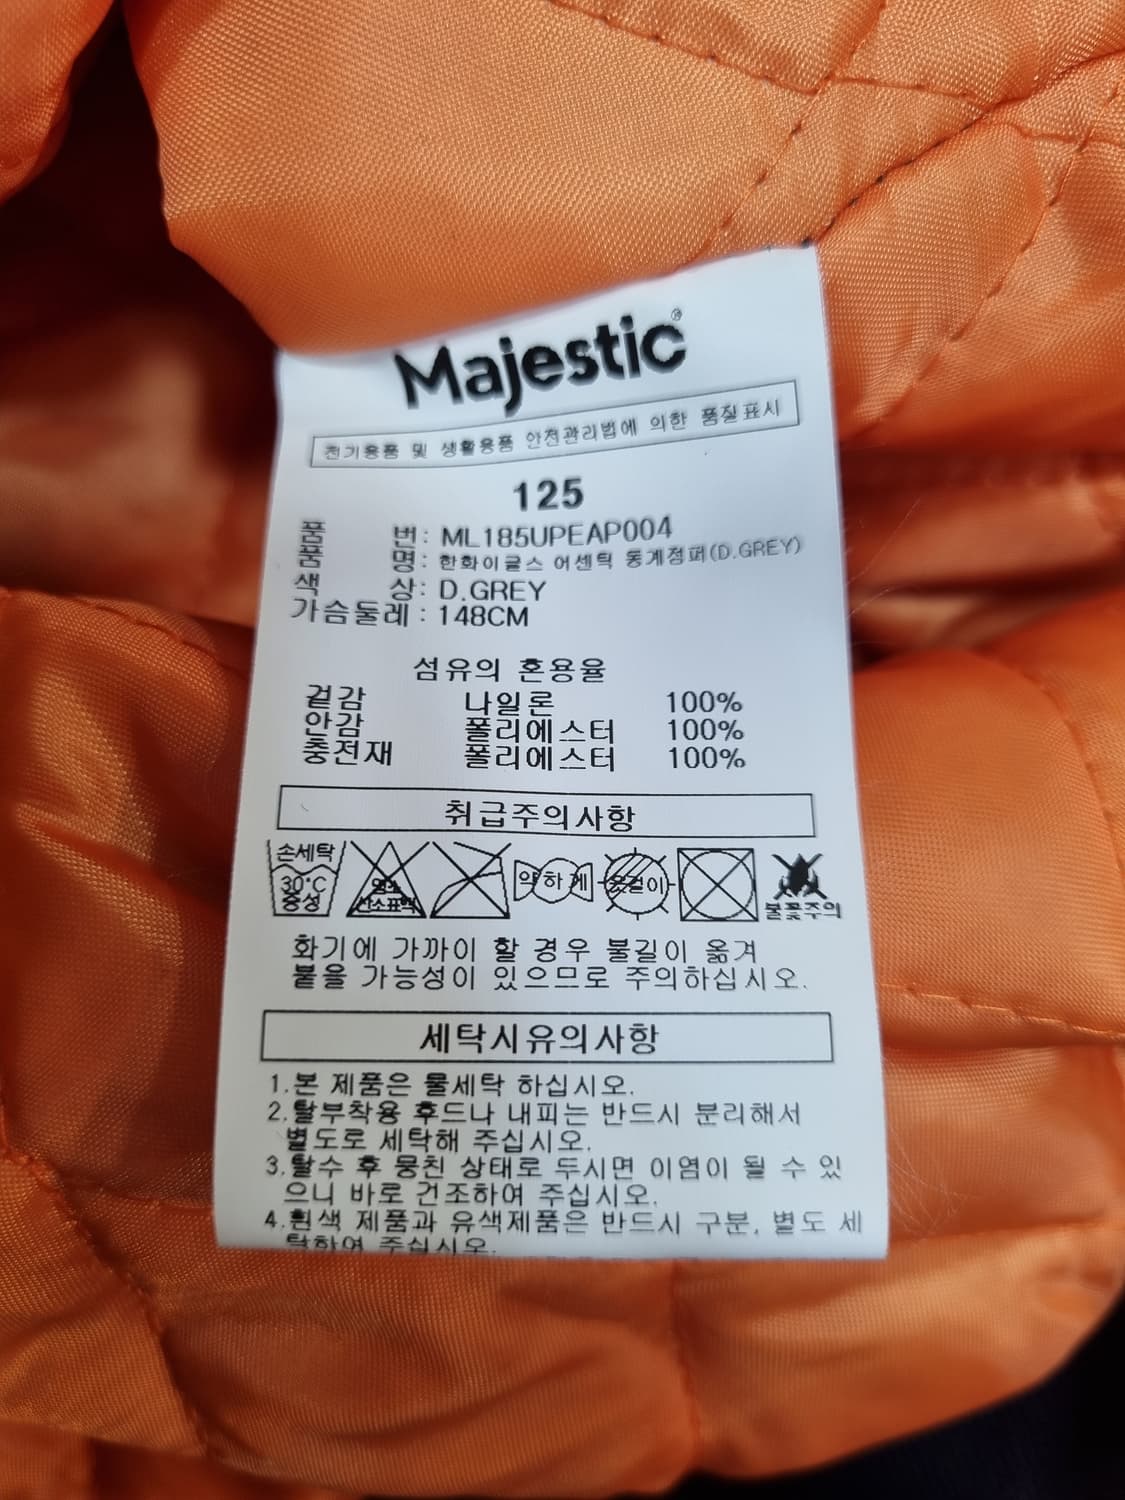 Majestic®
전기용품 및 생활용품 안전관리법에 의한 품질표시
125
품 번: ML185UPEAP004
품 명: 한화이글스 어센틱 동계점퍼(D.GREY)
색 상: D.GREY
가슴둘레: 148CM
섬유의 혼용율
겉감 나일론 100%
안감 폴리에스터 100%
충전재 폴리에스터 100%
취급주의사항
손세탁 30°C 중성 염소 산소표백 약하게 옷걸이 불꽃주의
화기에 가까이 할 경우 불길이 옮겨
붙을 가능성이 있으므로 주의하십시오.
세탁시유의사항
1.본 제품은 물세탁 하십시오.
2.탈부착용 후드나 내피는 반드시 분리해서
별도로 세탁해 주십시오.
3.탈수 후 뭉친 상태로 두시면 이염이 될 수 있
으니 바로 건조하여 주십시오.
4.흰색 제품과 유색제품은 반드시 구분, 별도 세
탁하여 주십시오.